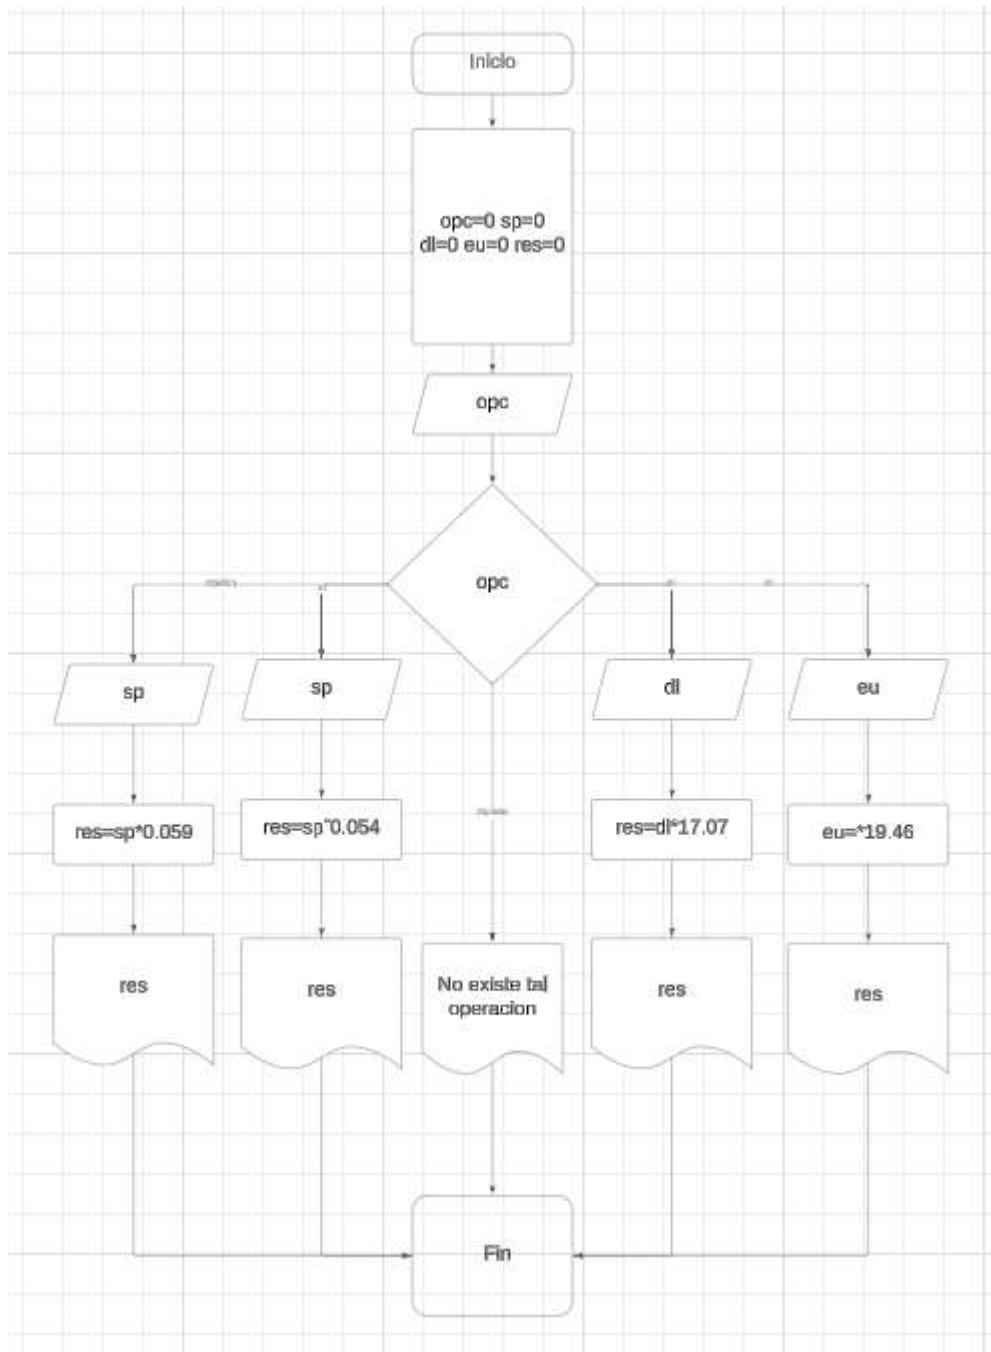 Inicio
opc=0 sp=0
dl=0 eu=0 res=0
opc
opc
sp
sp
dl
eu
res=sp*0.059
res=sp*0.054
res=dl*17.07
eu=*19.46
res
res
No existe tal
operacion
res
res
Fin